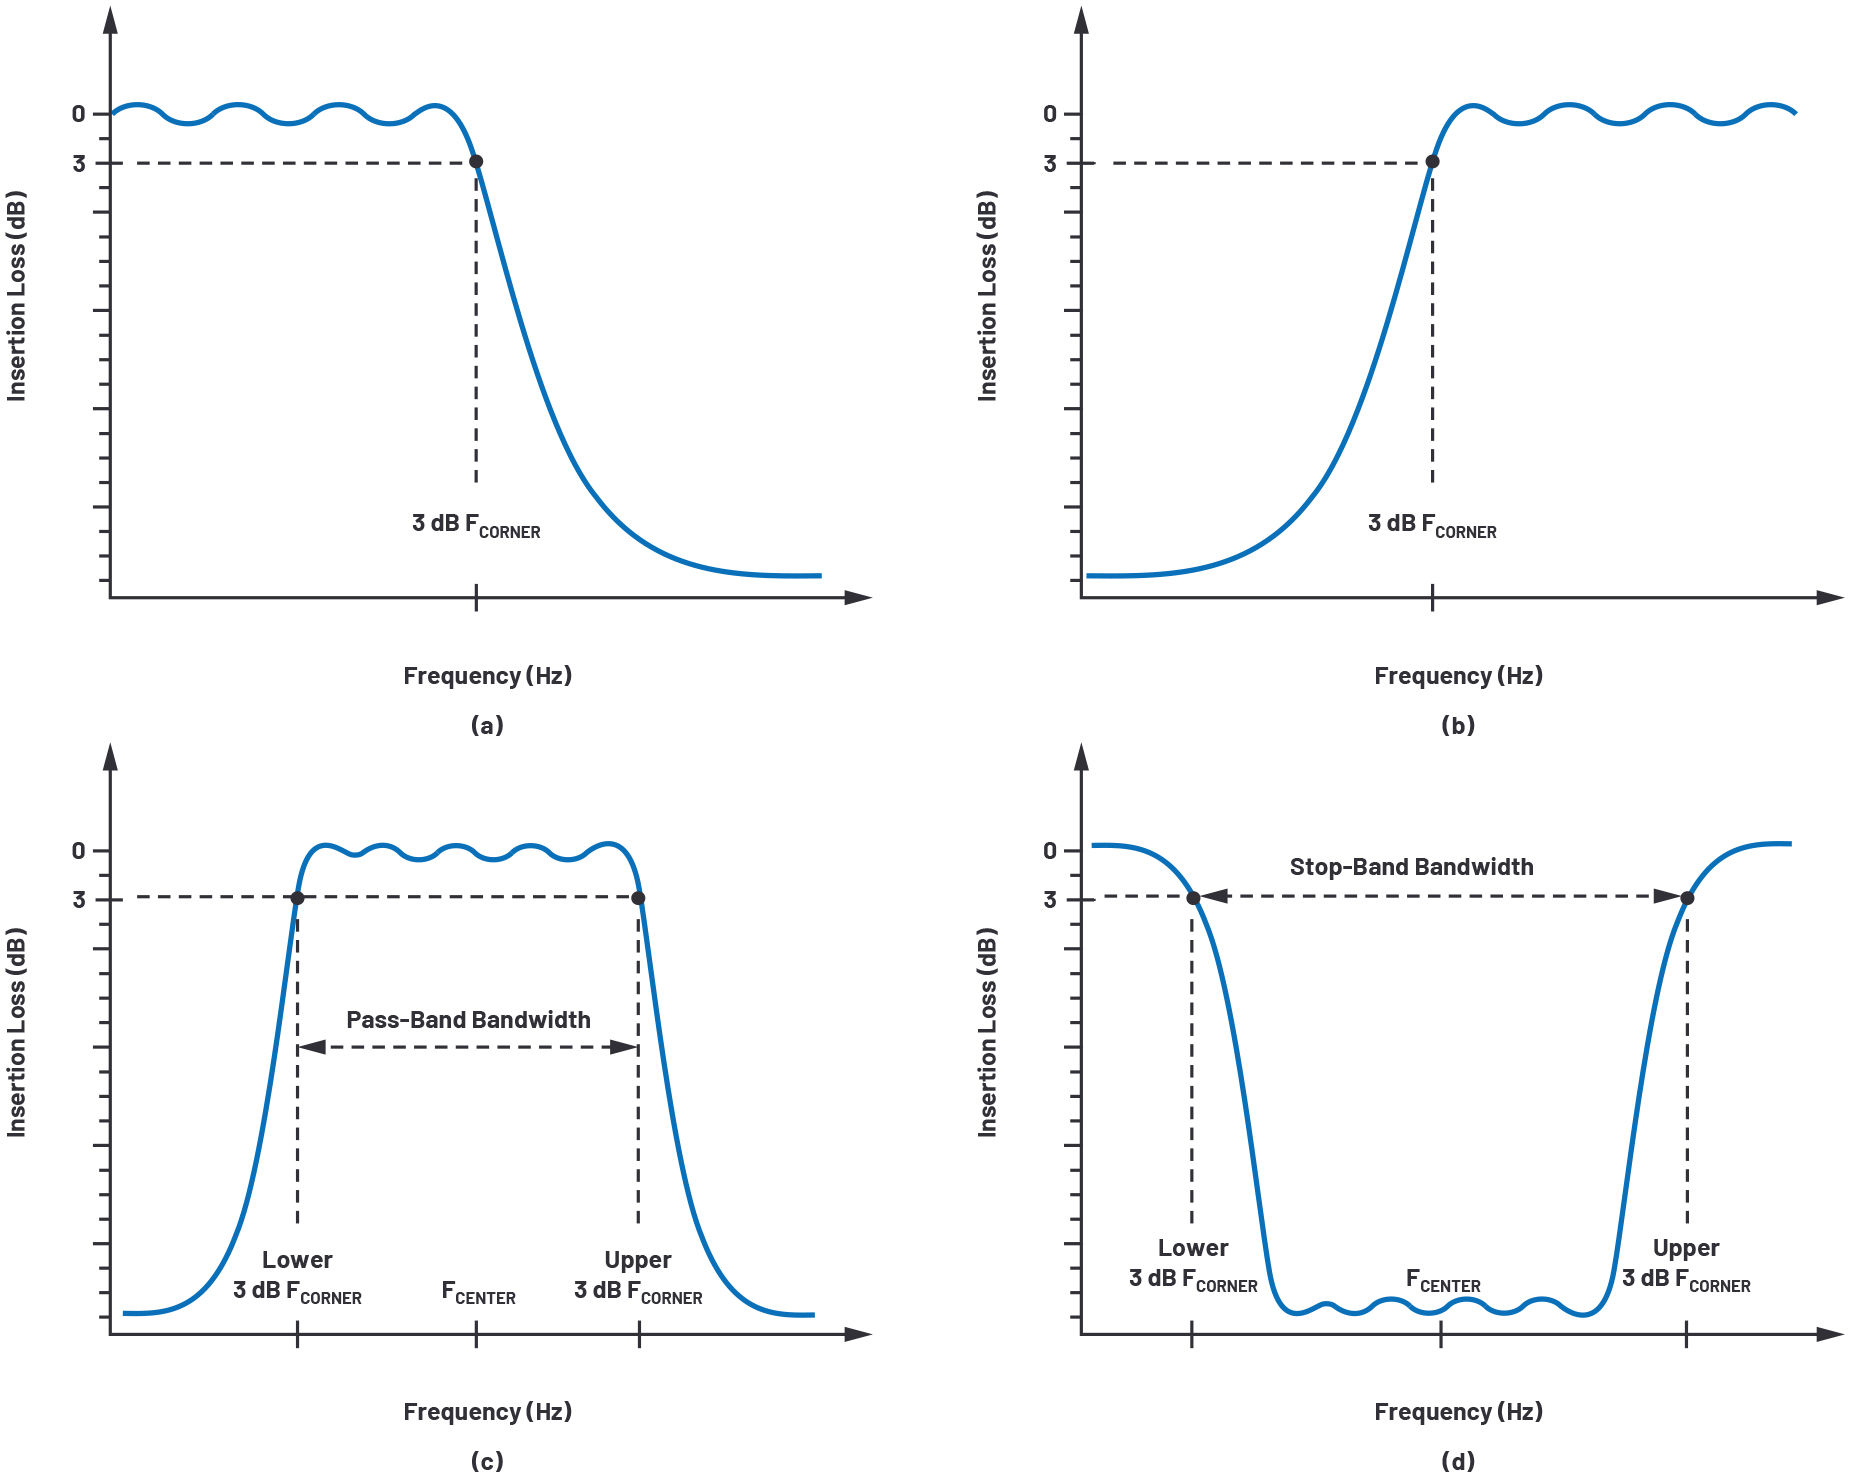 0
3
Insertion Loss (dB)
3 dB FCORNER
Frequency (Hz)
(a)
0
3
Insertion Loss (dB)
3 dB FCORNER
Frequency (Hz)
(b)
0
3
Insertion Loss (dB)
Pass-Band Bandwidth
Lower
3 dB FCORNER
FCENTER
Upper
3 dB FCORNER
Frequency (Hz)
(c)
0
3
Insertion Loss (dB)
Stop-Band Bandwidth
Lower
3 dB FCORNER
FCENTER
Upper
3 dB FCORNER
Frequency (Hz)
(d)